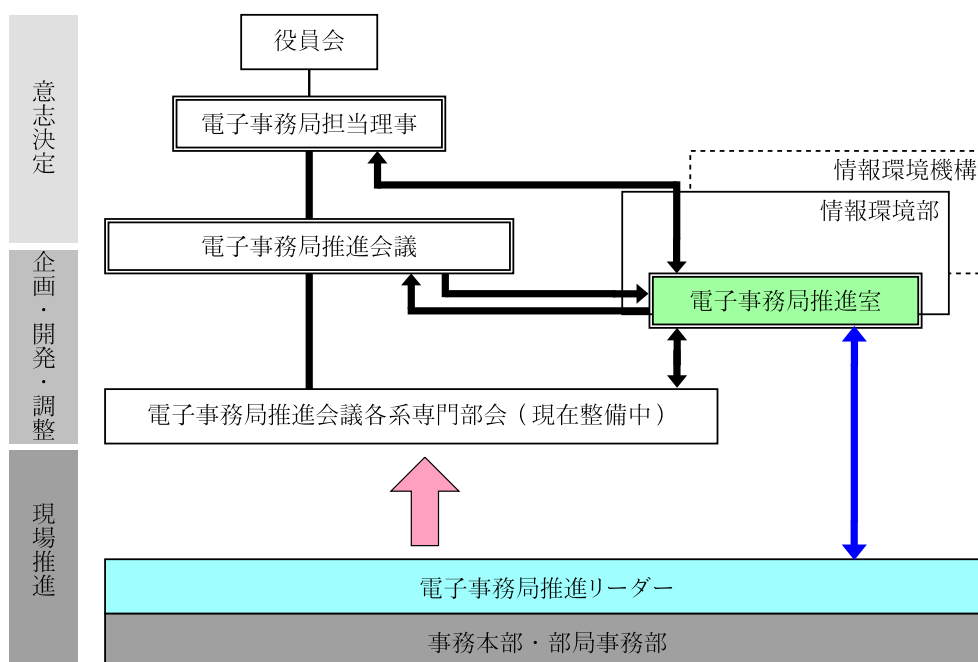 意志決定
役員会
電子事務局担当理事
情報環境機構
情報環境部
電子事務局推進会議
企画・開発・調整
電子事務局推進室
電子事務局推進会議各系専門部会（現在整備中）
現場推進
電子事務局推進リーダー
事務本部・部局事務部